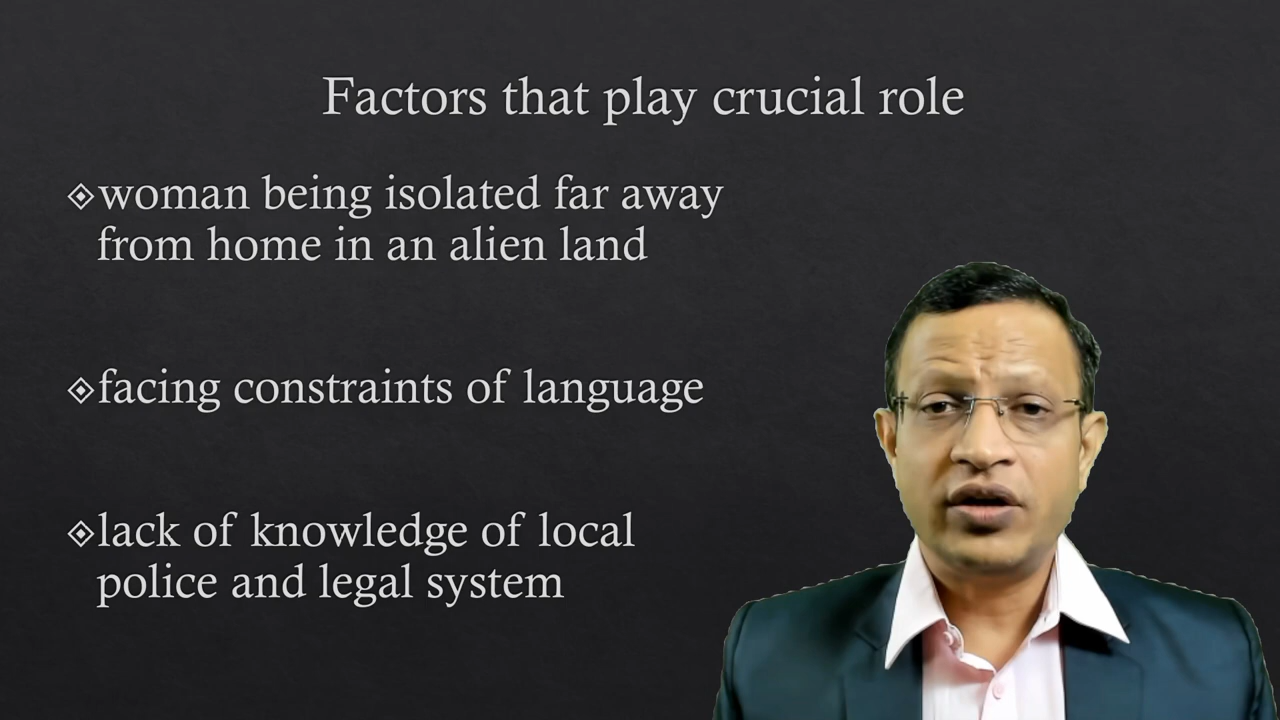 Factors that play crucial role
woman being isolated far away
from home in an alien land
facing constraints of language
lack of knowledge of local
police and legal system